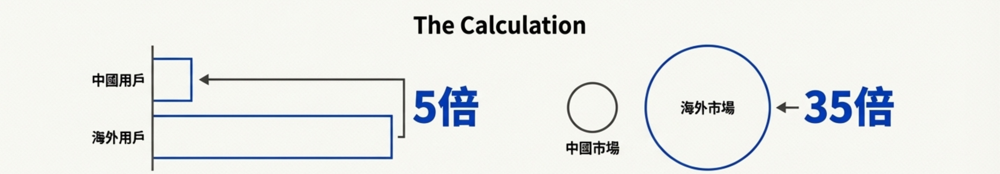 The Calculation
中國用戶
海外用戶
5倍
中國市場
海外市場
35倍